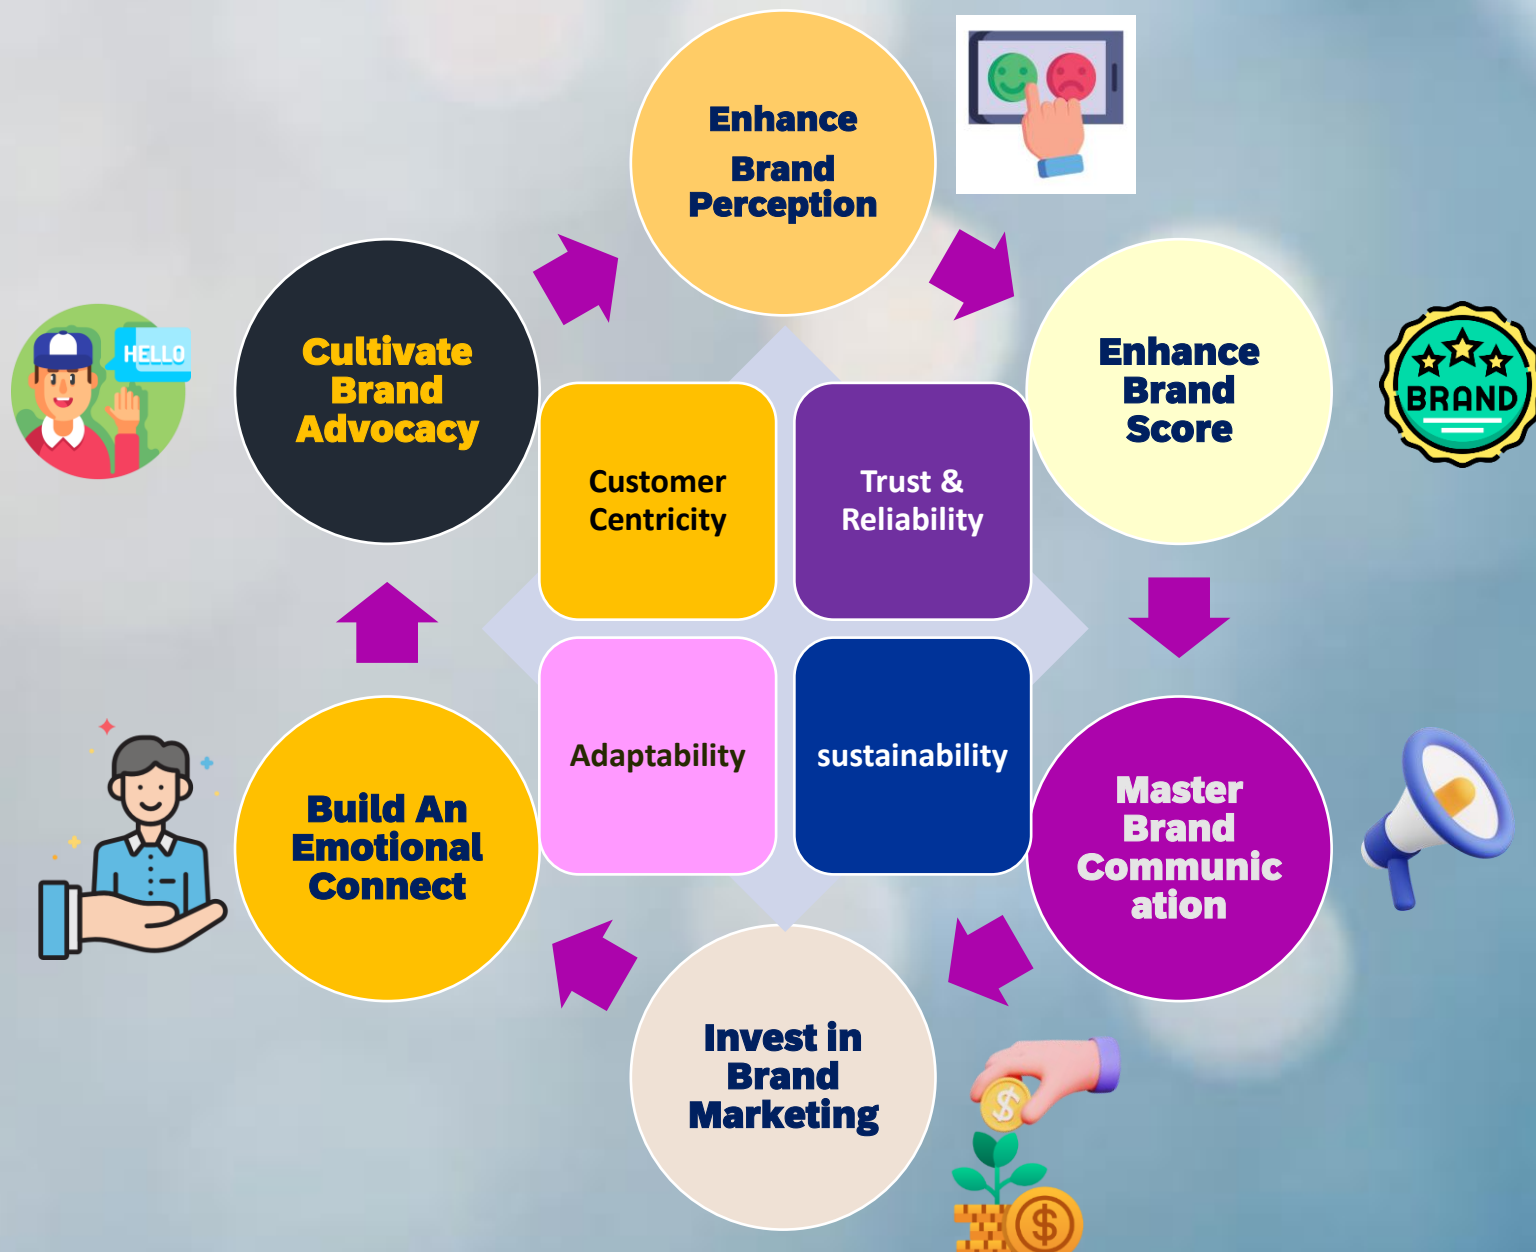 Enhance
Brand
Perception
Enhance
Brand
Score
BRAND
Master
Brand
Communic
ation
Invest in
Brand
Marketing
Build An
Emotional
Connect
Cultivate
Brand
Advocacy
HELLO
Customer
Centricity
Trust &
Reliability
Adaptability
sustainability
$
$